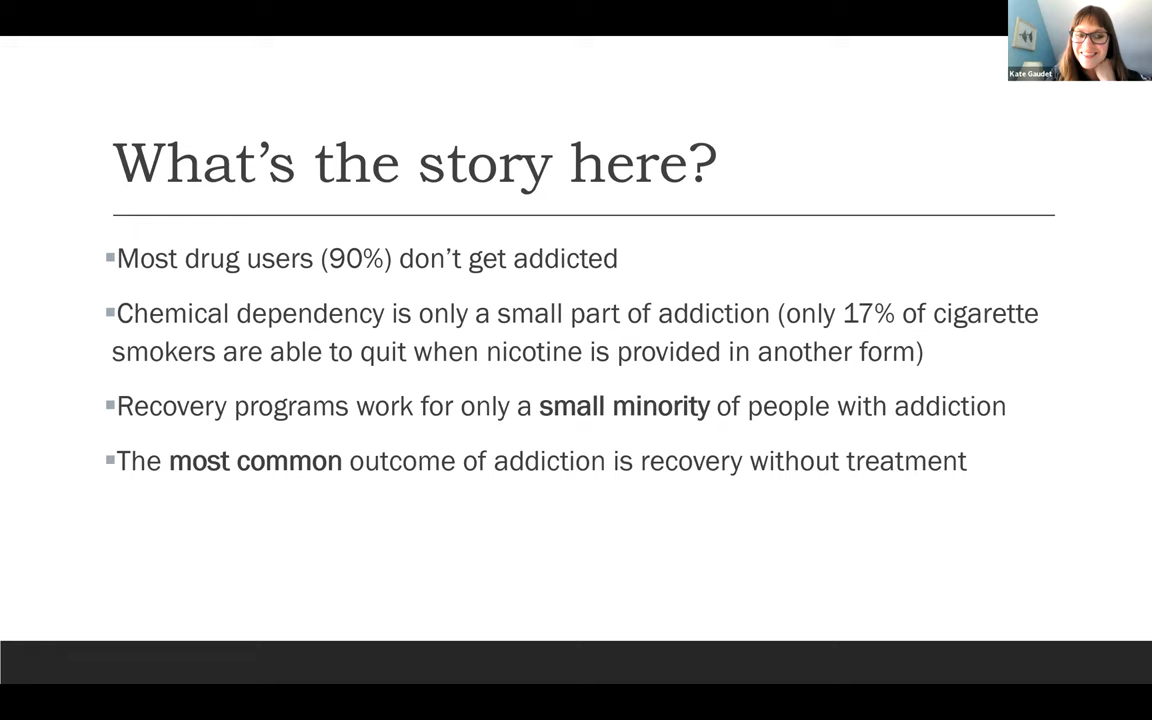 Kate Gaudet
What's the story here?
▪Most drug users (90%) don't get addicted
▪Chemical dependency is only a small part of addiction (only 17% of cigarette
smokers are able to quit when nicotine is provided in another form)
▪Recovery programs work for only a small minority of people with addiction
▪The most common outcome of addiction is recovery without treatment